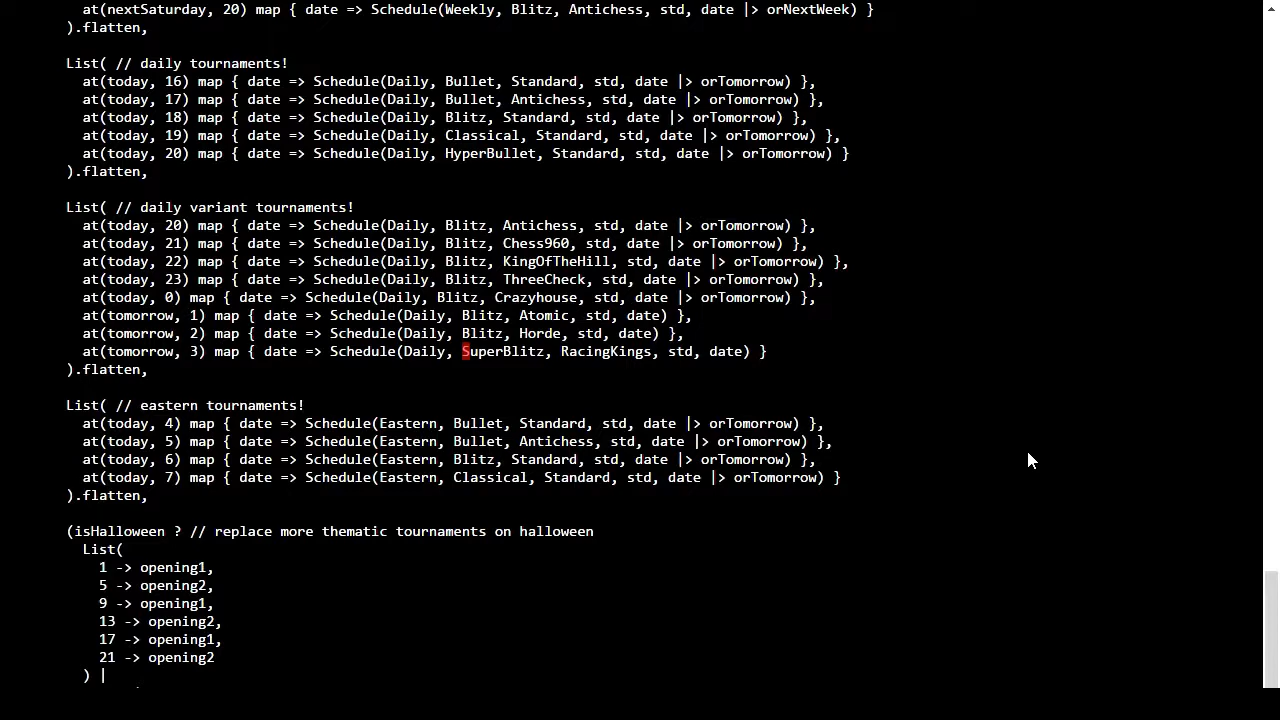 at(nextSaturday, 20) map { date => Schedule(Weekly, Blitz, Antichess, std, date |> orNextWeek) }
).flatten,
List( // daily tournaments!
at(today, 16) map { date => Schedule(Daily, Bullet, Standard, std, date |> orTomorrow) },
at(today, 17) map { date => Schedule(Daily, Bullet, Antichess, std, date |> orTomorrow) },
at(today, 18) map { date => Schedule(Daily, Blitz, Standard, std, date |> orTomorrow) },
at(today, 19) map { date => Schedule(Daily, Classical, Standard, std, date |> orTomorrow) },
at(today, 20) map { date => Schedule(Daily, HyperBullet, Standard, std, date |> orTomorrow) }
).flatten,
List( // daily variant tournaments!
at(today, 20) map { date => Schedule(Daily, Blitz, Antichess, std, date |> orTomorrow) },
at(today, 21) map { date => Schedule(Daily, Blitz, Chess960, std, date |> orTomorrow) },
at(today, 22) map { date => Schedule(Daily, Blitz, KingOfTheHill, std, date |> orTomorrow) },
at(today, 23) map { date => Schedule(Daily, Blitz, ThreeCheck, std, date |> orTomorrow) },
at(today, 0) map { date => Schedule(Daily, Blitz, Crazyhouse, std, date |> orTomorrow) },
at(tomorrow, 1) map { date => Schedule(Daily, Blitz, Atomic, std, date) },
at(tomorrow, 2) map { date => Schedule(Daily, Blitz, Horde, std, date) },
at(tomorrow, 3) map { date => Schedule(Daily, SuperBlitz, RacingKings, std, date) }
).flatten,
List( // eastern tournaments!
at(today, 4) map { date => Schedule(Eastern, Bullet, Standard, std, date |> orTomorrow) },
at(today, 5) map { date => Schedule(Eastern, Bullet, Antichess, std, date |> orTomorrow) },
at(today, 6) map { date => Schedule(Eastern, Blitz, Standard, std, date |> orTomorrow) },
at(today, 7) map { date => Schedule(Eastern, Classical, Standard, std, date |> orTomorrow) }
).flatten,
(isHalloween ? // replace more thematic tournaments on halloween
List(
1 -> opening1,
5 -> opening2,
9 -> opening1,
13 -> opening2,
17 -> opening1,
21 -> opening2
) |